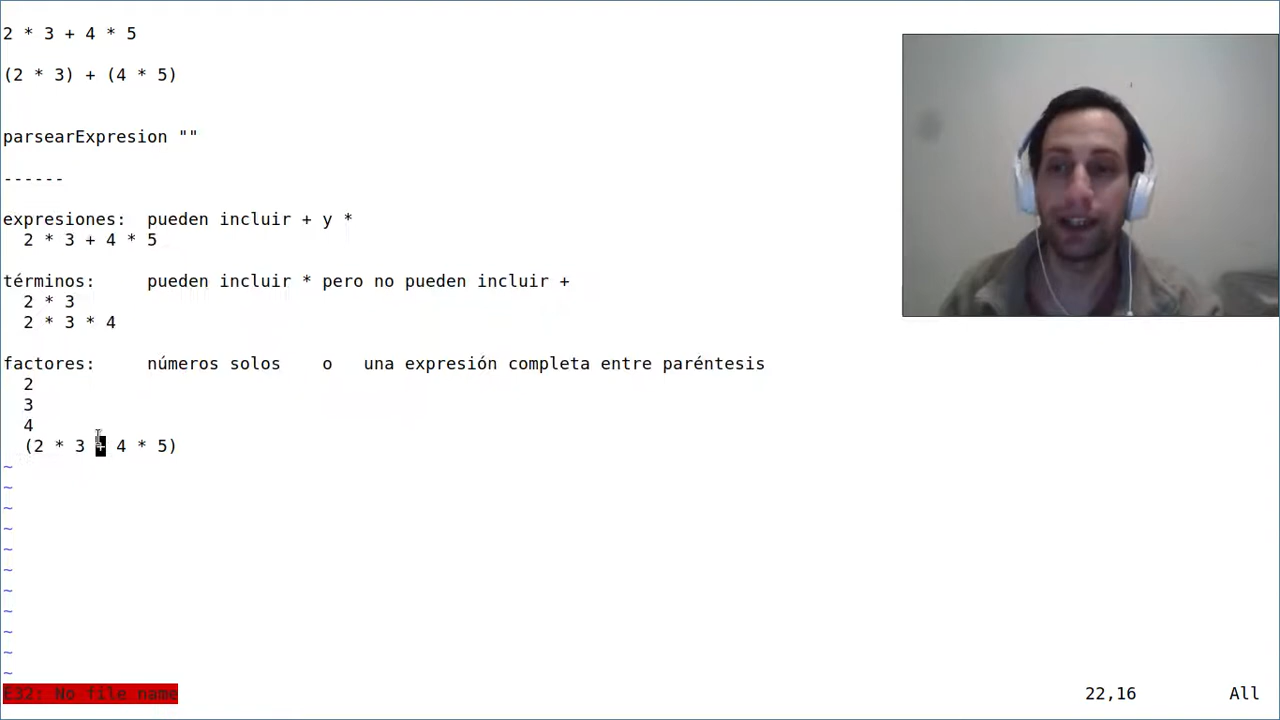 2 * 3 + 4 * 5
(2 * 3) + (4 * 5)
parsearExpresion ""
------
expresiones:  pueden incluir + y *
2 * 3 + 4 * 5
términos:     pueden incluir * pero no pueden incluir +
2 * 3
2 * 3 * 4
factores:     números solos    o   una expresión completa entre paréntesis
2
3
4
(2 * 3 + 4 * 5)
~
~
~
~
~
~
~
~
~
~
~
E32: No file name    22,16    All